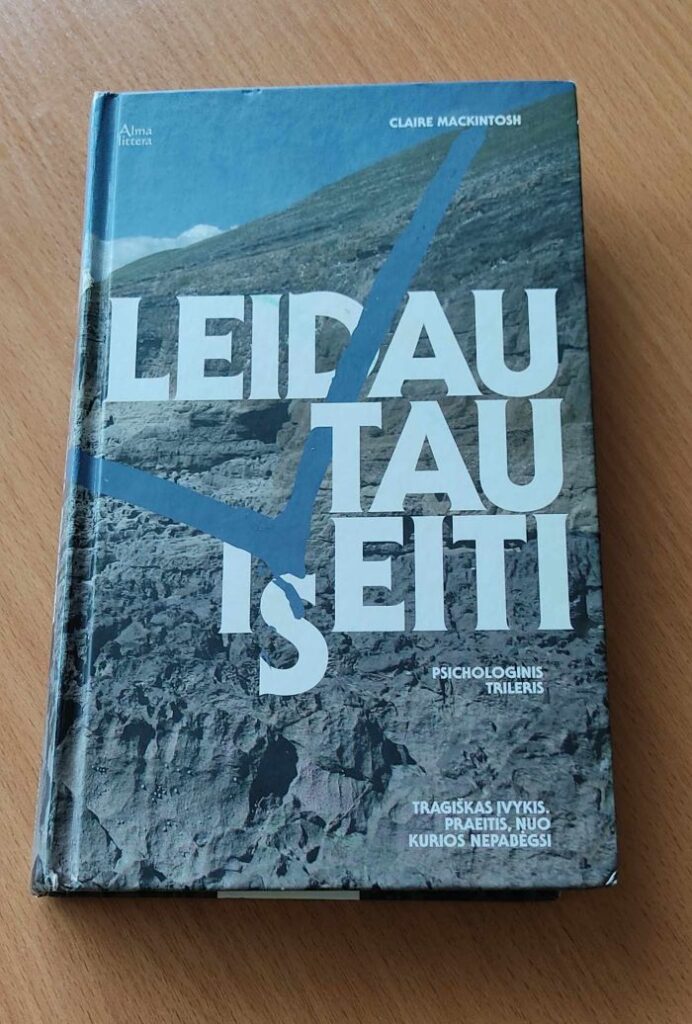 Alma
littera
CLAIRE MACKINTOSH
LEIDAU
TAU
IŠEITI
PSICHOLOGINIS
TRILERIS
TRAGIŠKAS ĮVYKIS.
PRAEITIS, NUO
KURIOS NEPABĖGSI